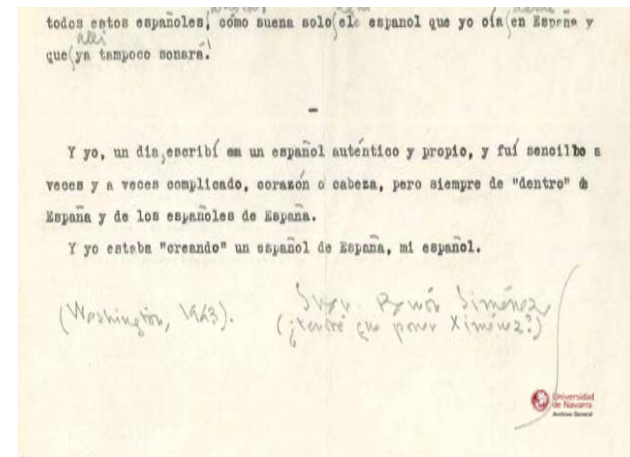 todos estos españoles, cómo suena solo el español que yo oía en España y
allí
que ya tampoco sonará.
-
Y yo, un día, escribí en un español auténtico y propio, y fuí sencillo a
veces y a veces complicado, corazón o cabeza, pero siempre de "dentro" de
España y de los españoles de España.
Y yo estaba "creando" un español de España, mi español.
(Washington, 1943).
Juan Ramón Jiménez
(¿tendré que poner Ximénez?)
Universidad
de Navarra
Archivo General